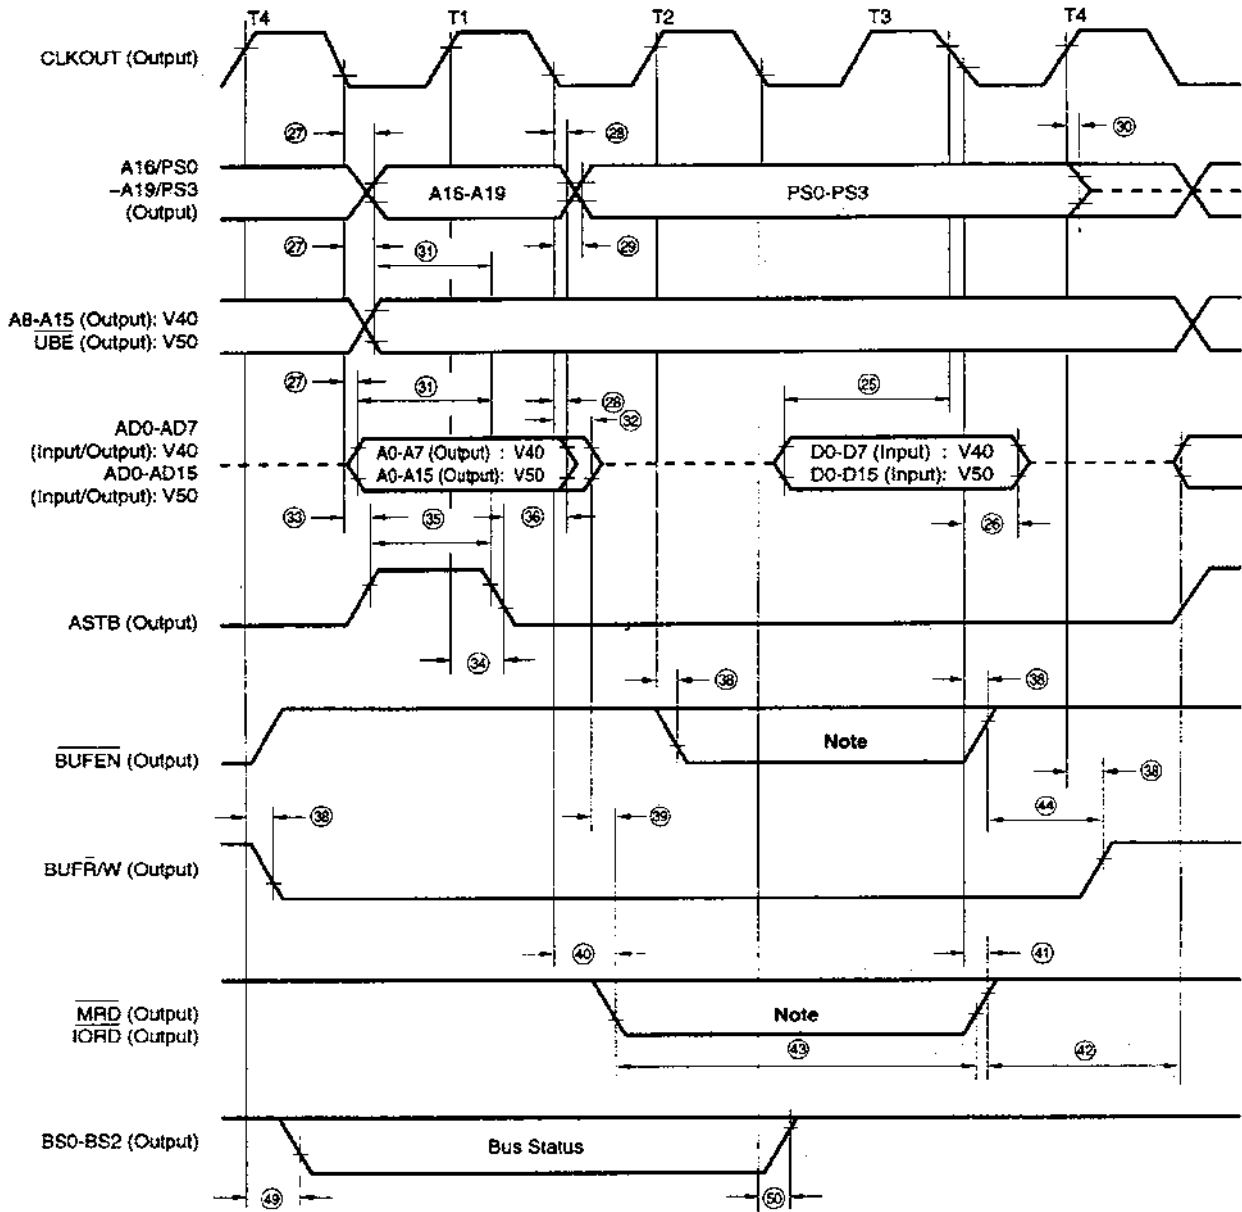 T4 T1 T2 T3 T4
CLKOUT (Output)
27 28 30
A16/PS0
–A19/PS3
(Output)
A16-A19 PS0-PS3
27 31 29
A8-A15 (Output): V40
UBE (Output): V50
27 31 28 25
32
AD0-AD7
(Input/Output): V40
AD0-AD15
(Input/Output): V50
A0-A7 (Output) : V40
A0-A15 (Output): V50
D0-D7 (Input) : V40
D0-D15 (Input): V50
33 35 36 26
ASTB (Output)
34 38 38
BUFEN (Output)
Note
38 39 44 38
BUFR/W (Output)
40 41
MRD (Output)
IORD (Output)
Note
43 42
BS0-BS2 (Output)
Bus Status
49 50